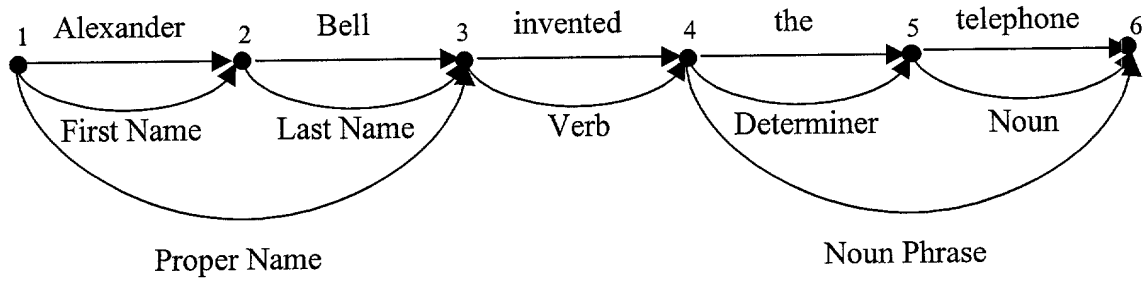 1 Alexander 2 Bell 3 invented 4 the 5 telephone 6
First Name Last Name Verb Determiner Noun
Proper Name Noun Phrase